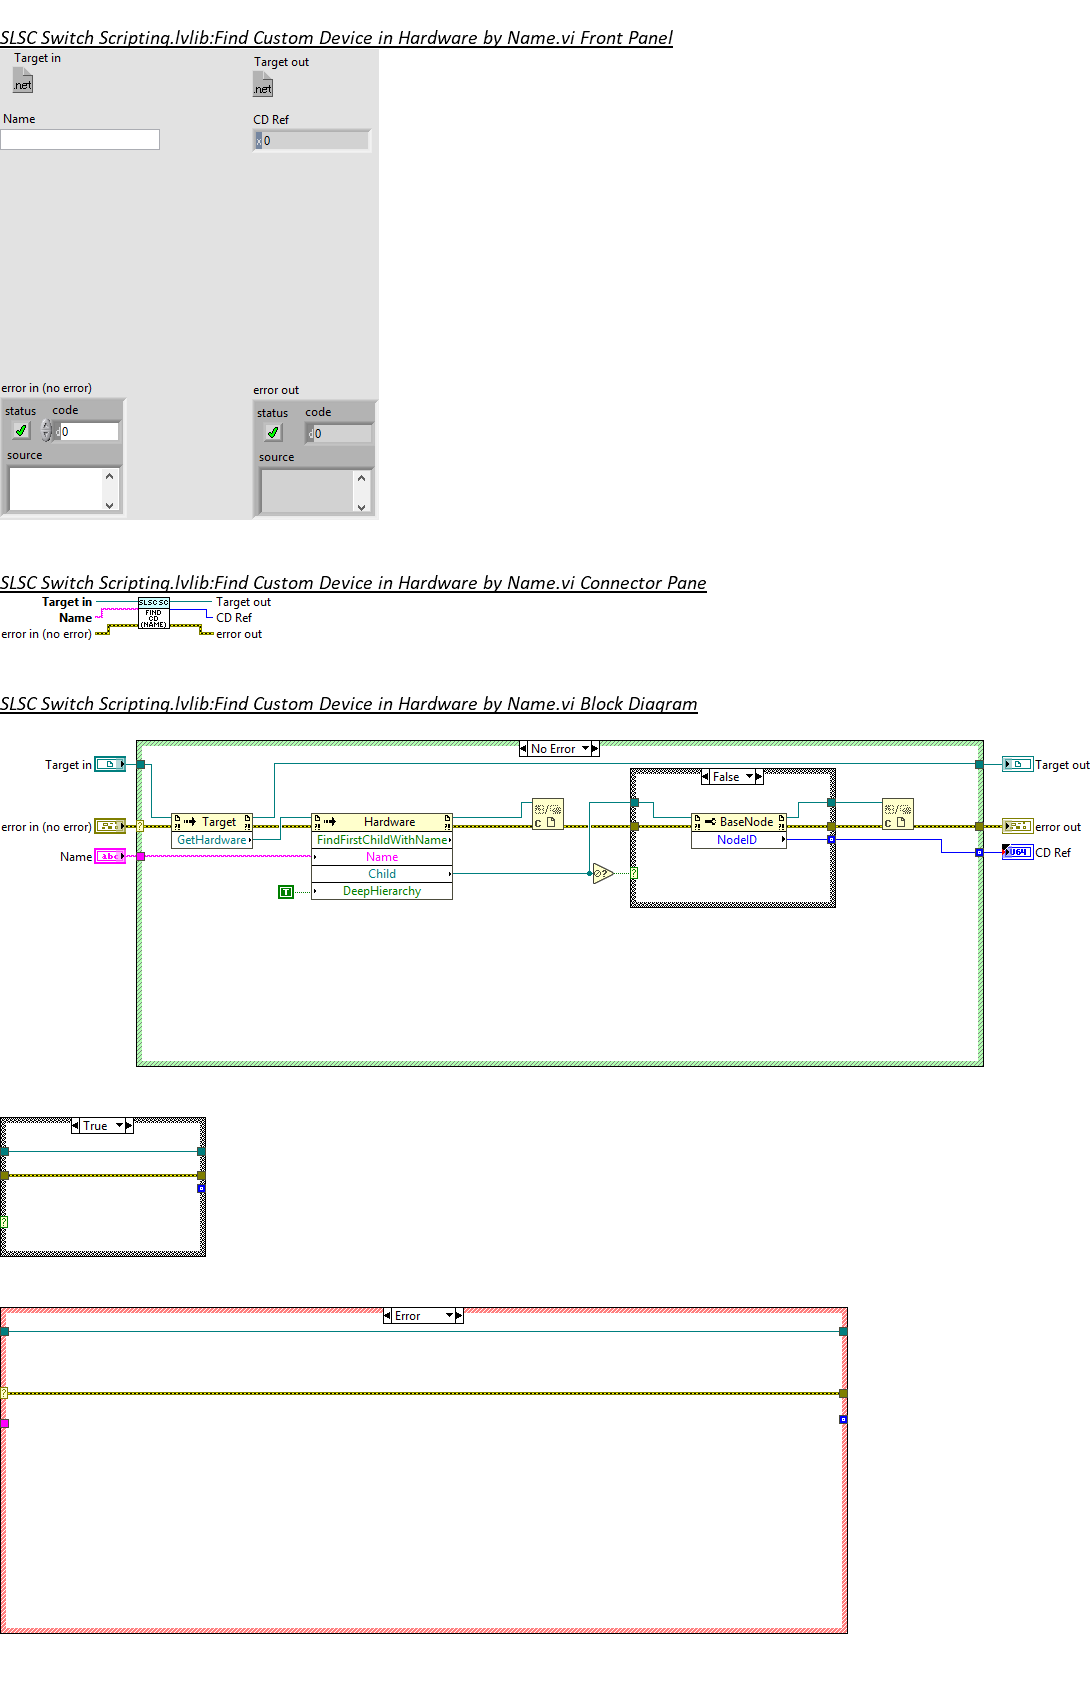 SLSC Switch Scripting.lvlib:Find Custom Device in Hardware by Name.vi Front Panel
Target in
Target out
.net
.net
Name
CD Ref
x 0
error in (no error)
error out
status code
status code
d 0
d 0
source
source
SLSC Switch Scripting.lvlib:Find Custom Device in Hardware by Name.vi Connector Pane
Target in
SLSC SC
Target out
Name
FIND
CD
(NAME)
CD Ref
error in (no error)
error out
SLSC Switch Scripting.lvlib:Find Custom Device in Hardware by Name.vi Block Diagram
No Error
Target in
Target out
False
error in (no error)
Target
GetHardware
Hardware
FindFirstChildWithName
Name
Child
DeepHierarchy
T
C
?
?
BaseNode
NodeID
C
error out
Name
abc
U64
CD Ref
True
?
Error
?